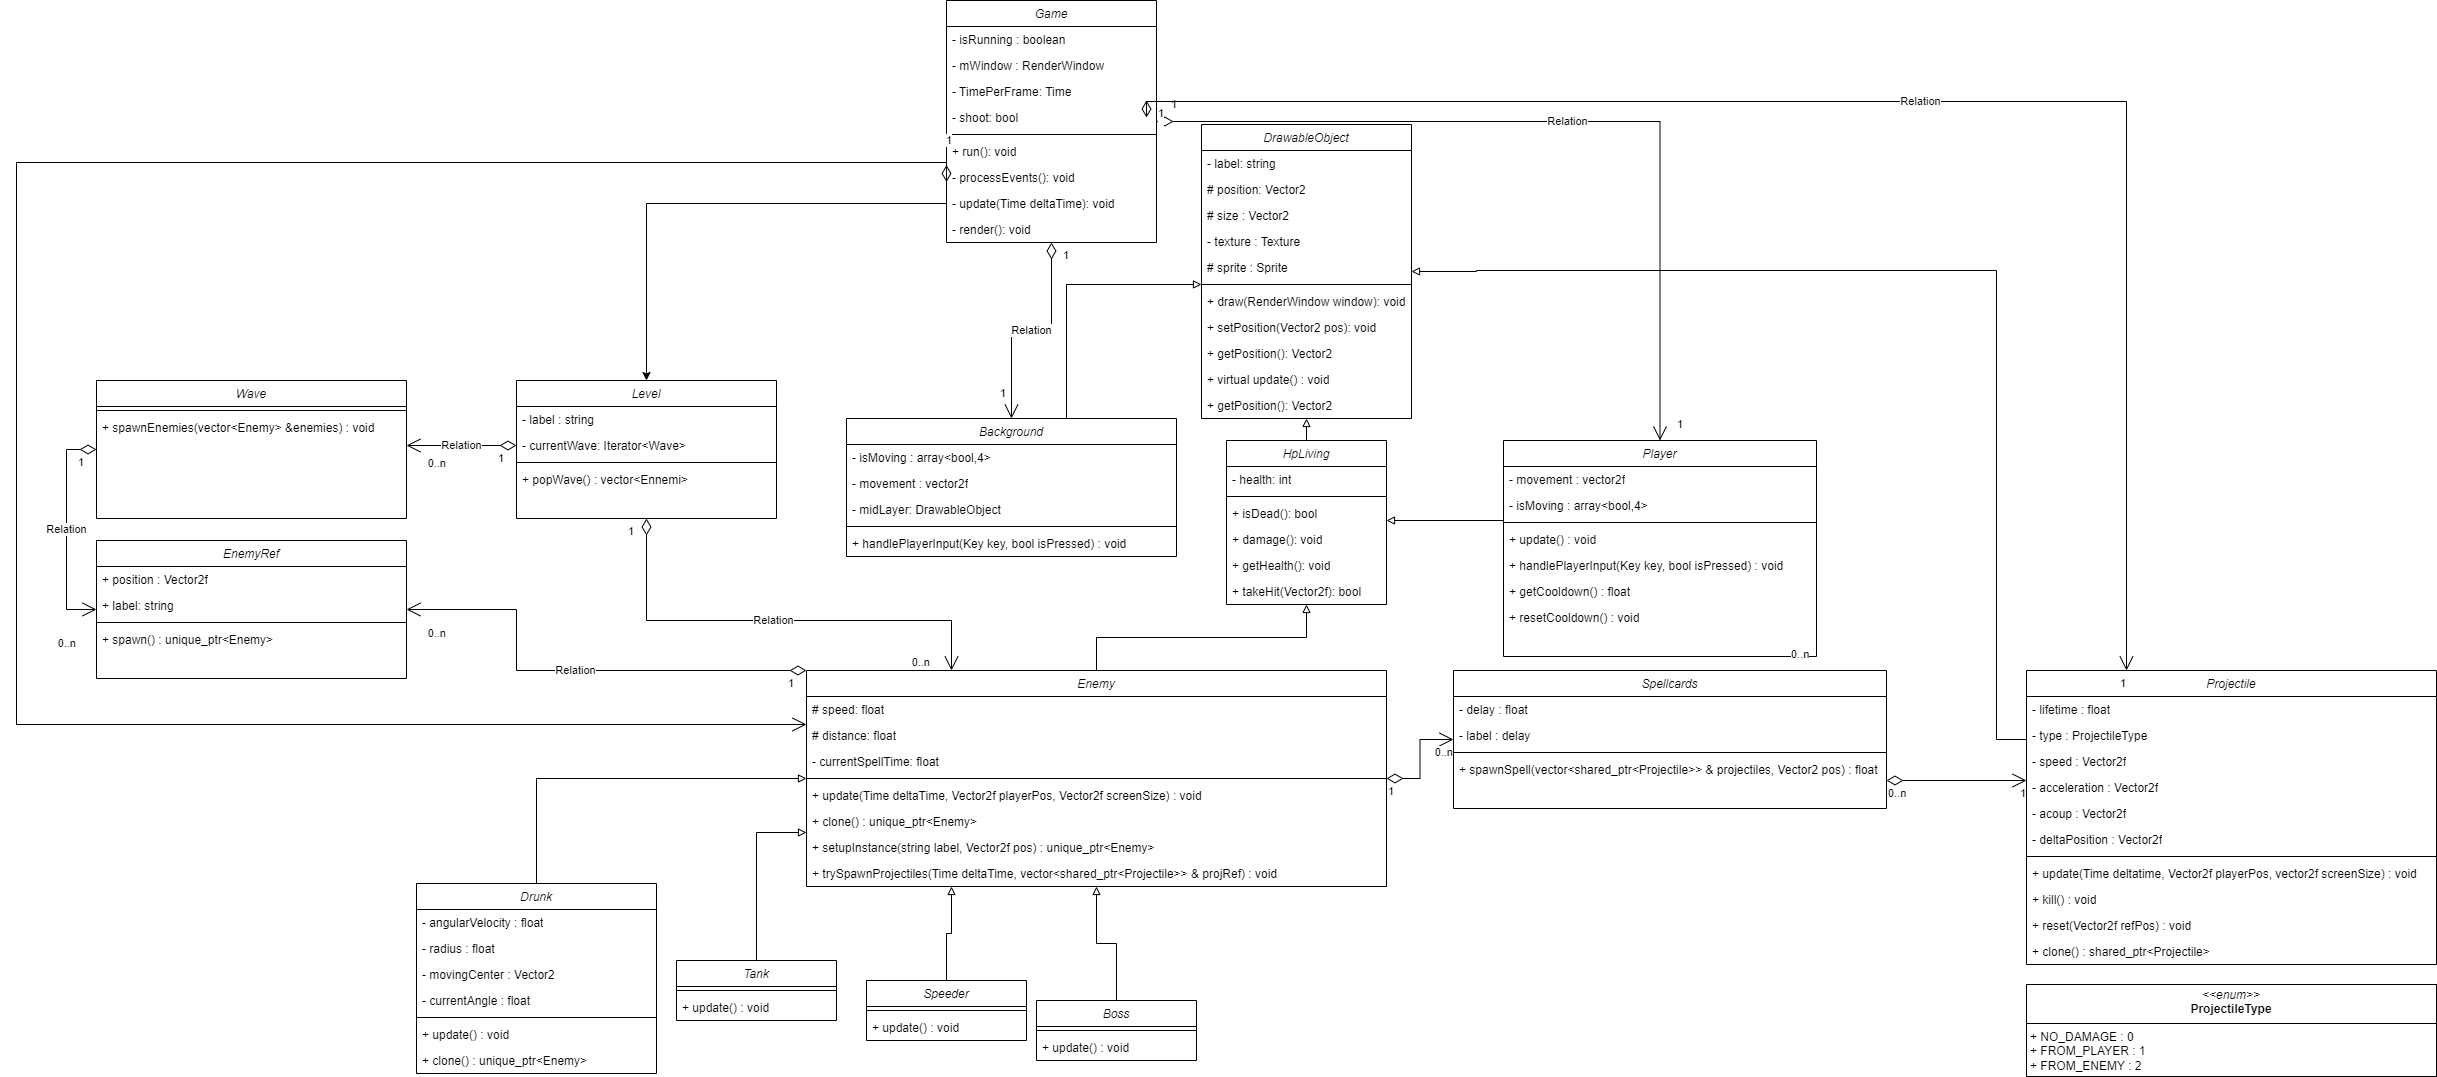 Game
- isRunning : boolean
- mWindow : RenderWindow
- TimePerFrame: Time
- shoot: bool
+ run(): void
- processEvents(): void
- update(Time deltaTime): void
- render(): void
1
1
1
1
Relation
Relation
Relation
1
DrawableObject
- label: string
# position: Vector2
# size : Vector2
- texture : Texture
# sprite : Sprite
+ draw(RenderWindow window): void
+ setPosition(Vector2 pos): void
+ getPosition(): Vector2
+ virtual update() : void
+ getPosition(): Vector2
Wave
+ spawnEnemies(vector<Enemy> &enemies) : void
1
Relation
0..n
Relation
0..n
1
Level
- label : string
- currentWave: Iterator<Wave>
+ popWave() : vector<Ennemi>
1
Background
- isMoving : array<bool,4>
- movement : vector2f
- midLayer: DrawableObject
+ handlePlayerInput(Key key, bool isPressed) : void
HpLiving
- health: int
+ isDead(): bool
+ damage(): void
+ getHealth(): void
+ takeHit(Vector2f): bool
1
Player
- movement : vector2f
- isMoving : array<bool,4>
+ update() : void
+ handlePlayerInput(Key key, bool isPressed) : void
+ getCooldown() : float
+ resetCooldown() : void
0..n
EnemyRef
+ position : Vector2f
+ label: string
+ spawn() : unique_ptr<Enemy>
0..n
Relation
1
Relation
0..n
Enemy
# speed: float
# distance: float
- currentSpellTime: float
+ update(Time deltaTime, Vector2f playerPos, Vector2f screenSize) : void
+ clone() : unique_ptr<Enemy>
+ setupInstance(string label, Vector2f pos) : unique_ptr<Enemy>
+ trySpawnProjectiles(Time deltaTime, vector<shared_ptr<Projectile>> & projRef) : void
1
0..n
Spellcards
- delay : float
- label : delay
+ spawnSpell(vector<shared_ptr<Projectile>> & projectiles, Vector2 pos) : float
0..n
1
1
Projectile
- lifetime : float
- type : ProjectileType
- speed : Vector2f
- acceleration : Vector2f
- acoup : Vector2f
- deltaPosition : Vector2f
+ update(Time deltatime, Vector2f playerPos, vector2f screenSize) : void
+ kill() : void
+ reset(Vector2f refPos) : void
+ clone() : shared_ptr<Projectile>
Drunk
- angularVelocity : float
- radius : float
- movingCenter : Vector2
- currentAngle : float
+ update() : void
+ clone() : unique_ptr<Enemy>
Tank
+ update() : void
Speeder
+ update() : void
Boss
+ update() : void
<<enum>>
ProjectileType
+ NO_DAMAGE : 0
+ FROM_PLAYER : 1
+ FROM_ENEMY : 2